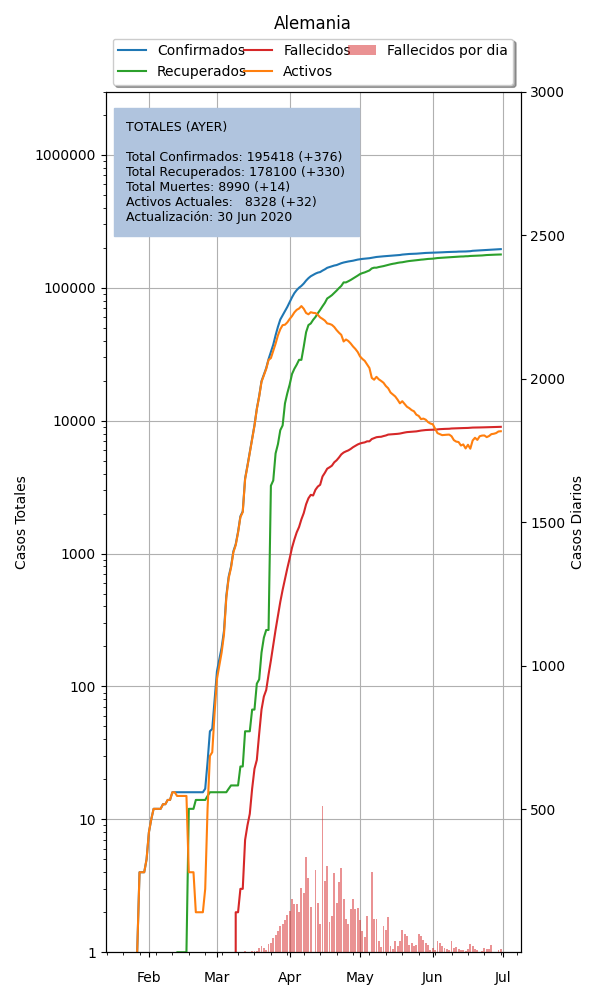 Alemania
Confirmados
Recuperados
Fallecidos
Activos
Fallecidos por dia
TOTALES (AYER)
Total Confirmados: 195418 (+376)
Total Recuperados: 178100 (+330)
Total Muertes: 8990 (+14)
Activos Actuales: 8328 (+32)
Actualización: 30 Jun 2020
Casos Totales
1000000
100000
10000
1000
100
10
1
3000
2500
2000
1500
1000
500
Casos Diarios
Feb Mar Apr May Jun Jul